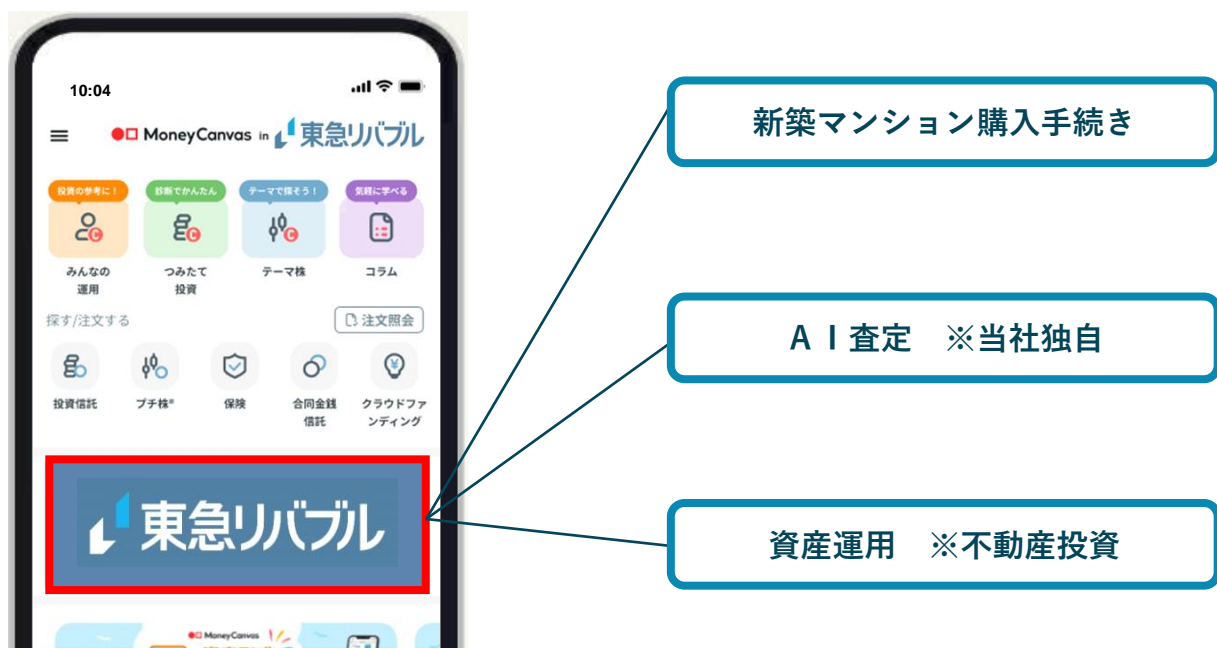 10:04
MoneyCanvas in 東急リバブル
投資の参考に！
診断でかんたん
テーマで探そう！
気軽に学べる
みんなの
運用
つみたて
投資
テーマ株
コラム
探す/注文する
注文照会
投資信託
プチ株®
保険
合同金銭
信託
クラウドファ
ンディング
東急リバブル
MoneyCanvas
新築マンション購入手続き
ＡＩ査定　※当社独自
資産運用　※不動産投資